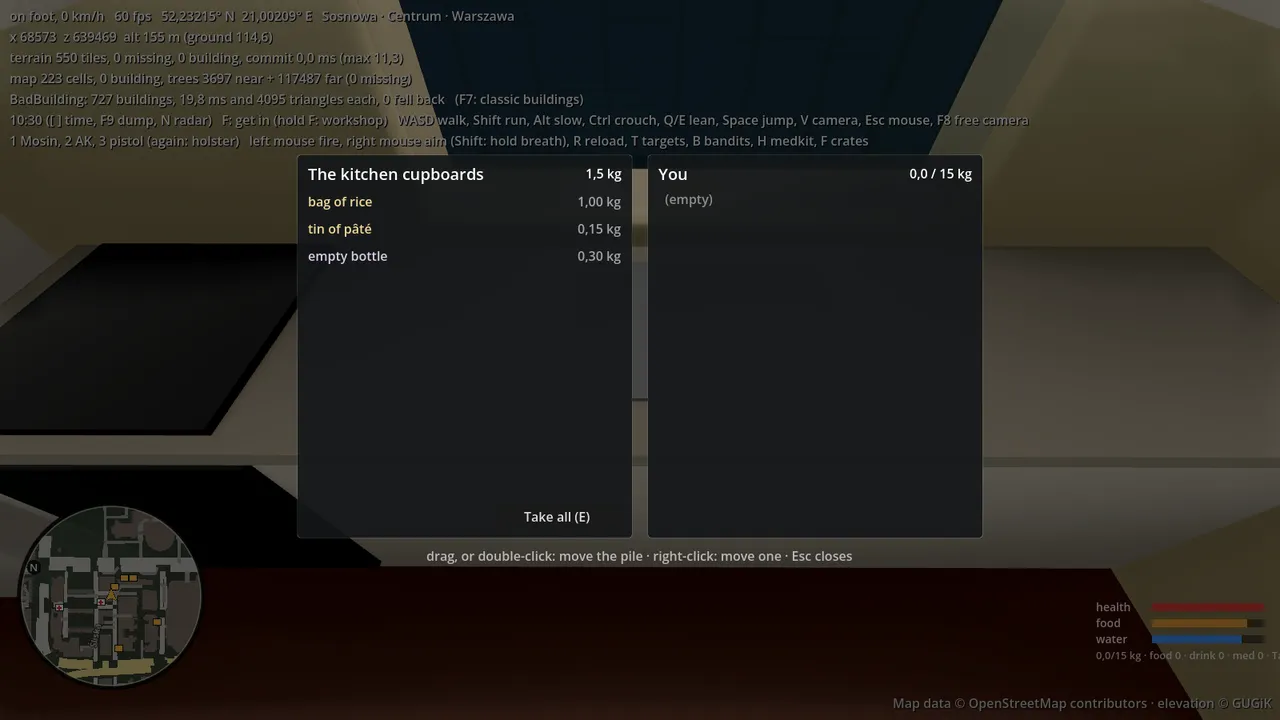 on foot, 0 km/h 60 fps 52,23215° N 21,00209° E Sosnowa · Centrum · Warszawa
x 68573 z 639469 alt 155 m (ground 114,6)
terrain 550 tiles, 0 missing, 0 building, commit 0,0 ms (max 11,3)
map 223 cells, 0 building, trees 3697 near + 117487 far (0 missing)
BadBuilding: 727 buildings, 19,8 ms and 4095 triangles each, 0 fell back (F7: classic buildings)
10:30 ([ ] time, F9 dump, N radar) F: get in (hold F: workshop) WASD walk, Shift run, Alt slow, Ctrl crouch, Q/E lean, Space jump, V camera, Esc mouse, F8 free camera
1 Mosin, 2 AK, 3 pistol (again: holster) left mouse fire, right mouse aim (Shift: hold breath), R reload, T targets, B bandits, H medkit, F crates
The kitchen cupboards 1,5 kg
bag of rice 1,00 kg
tin of pâté 0,15 kg
empty bottle 0,30 kg
Take all (E)
You 0,0 / 15 kg
(empty)
drag, or double-click: move the pile · right-click: move one · Esc closes
N
health
food
water
0,0/15 kg · food 0 · drink 0 · med 0 ·
Map data © OpenStreetMap contributors · elevation © GUGiK